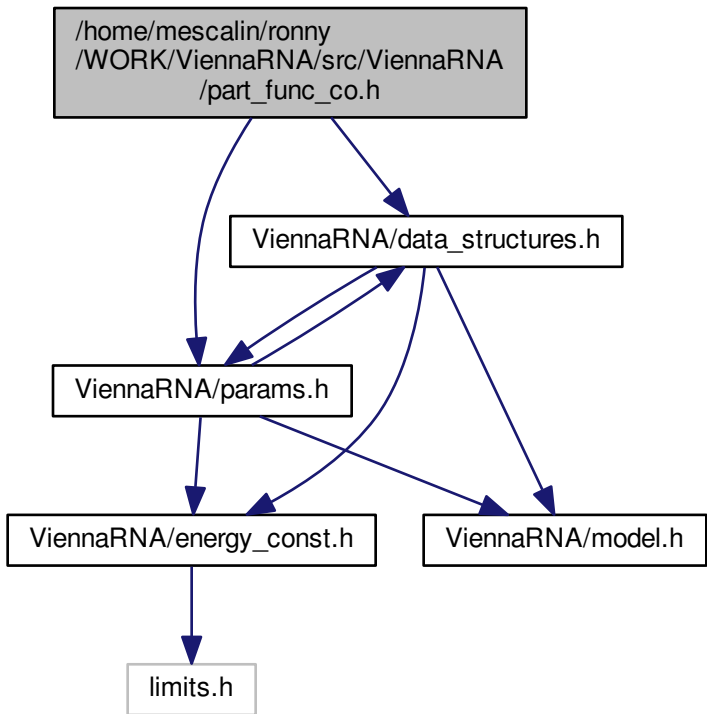 /home/mescalin/ronny
/WORK/ViennaRNA/src/ViennaRNA
/part_func_co.h
ViennaRNA/data_structures.h
ViennaRNA/params.h
ViennaRNA/energy_const.h
ViennaRNA/model.h
limits.h